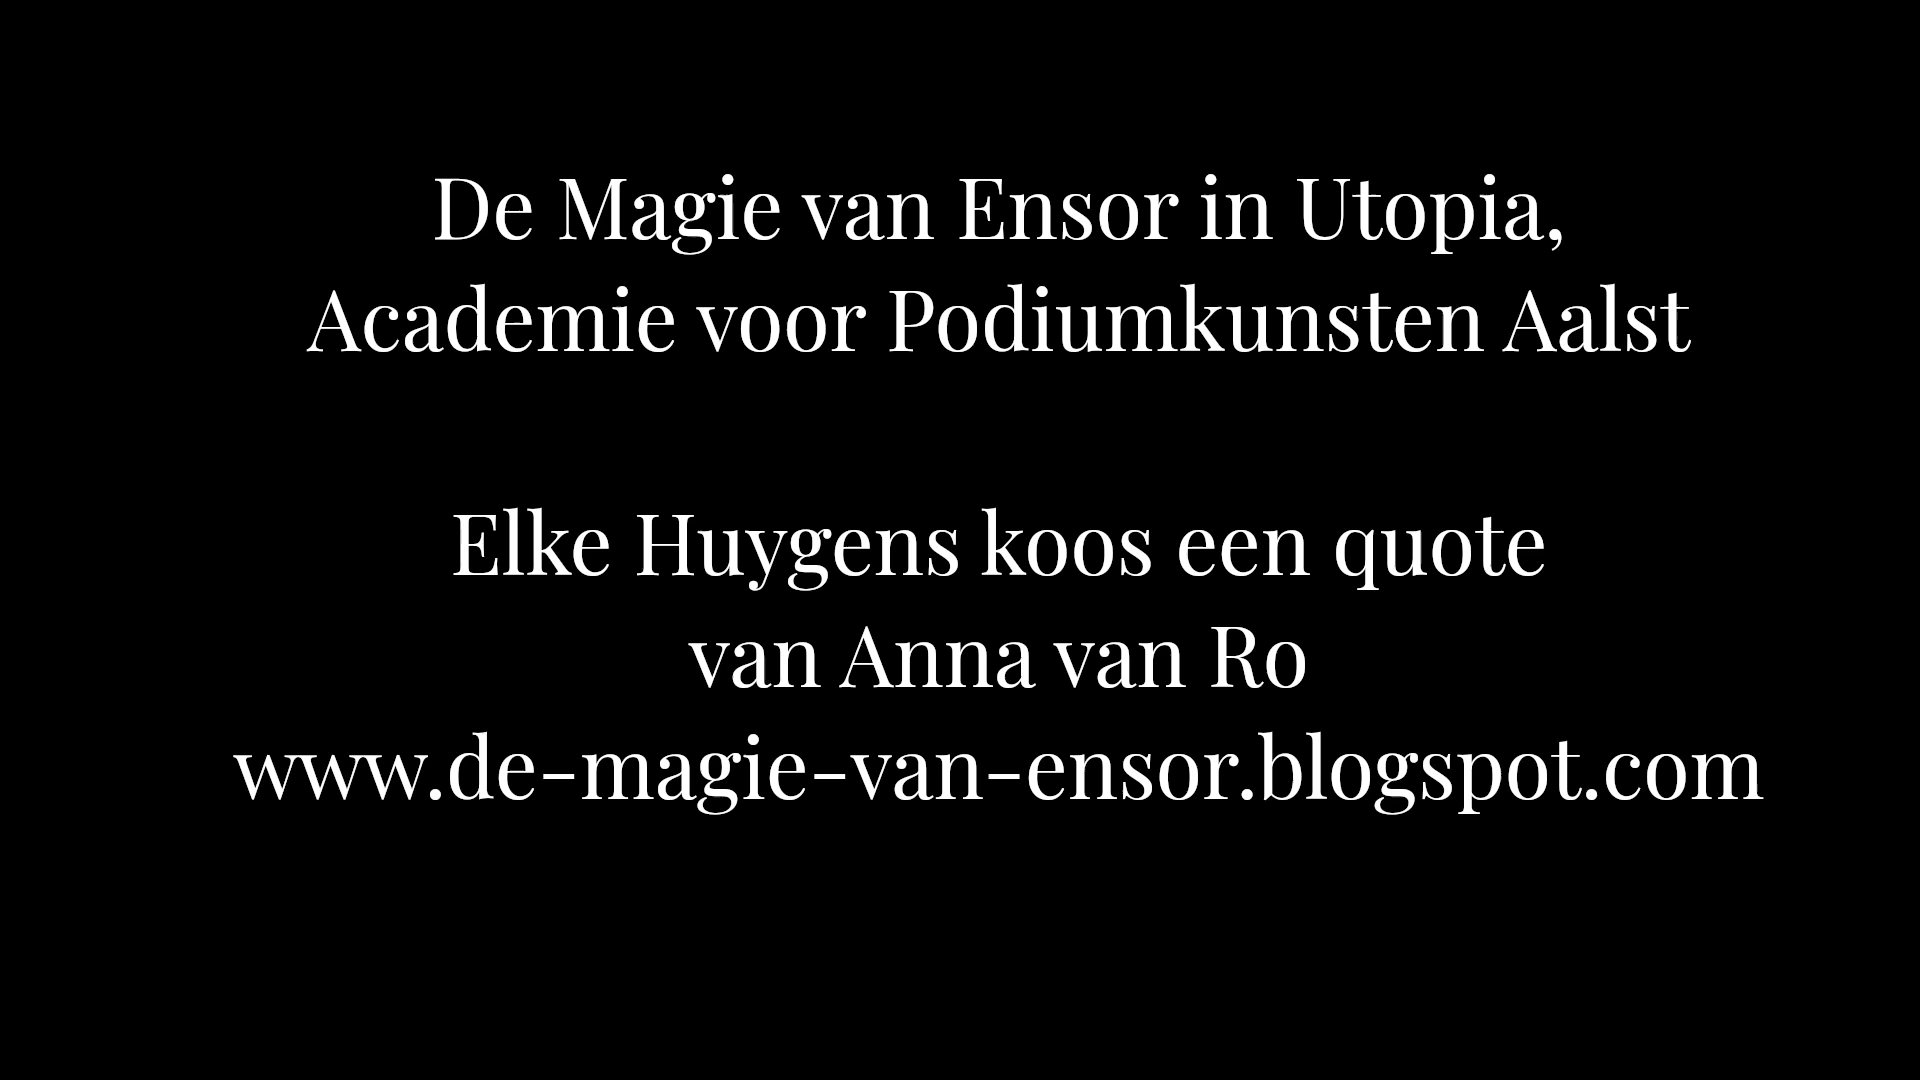 De Magie van Ensor in Utopia,
Academie voor Podiumkunsten Aalst
Elke Huygens koos een quote
van Anna van Ro
www.de-magie-van-ensor.blogspot.com